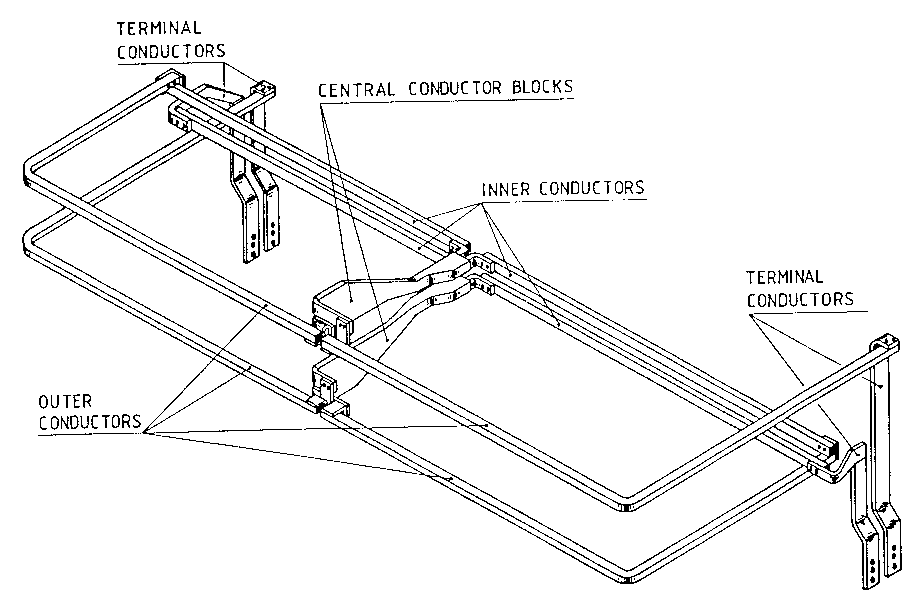 TERMINAL
CONDUCTORS
CENTRAL CONDUCTOR BLOCKS
INNER CONDUCTORS
TERMINAL
CONDUCTORS
OUTER
CONDUCTORS